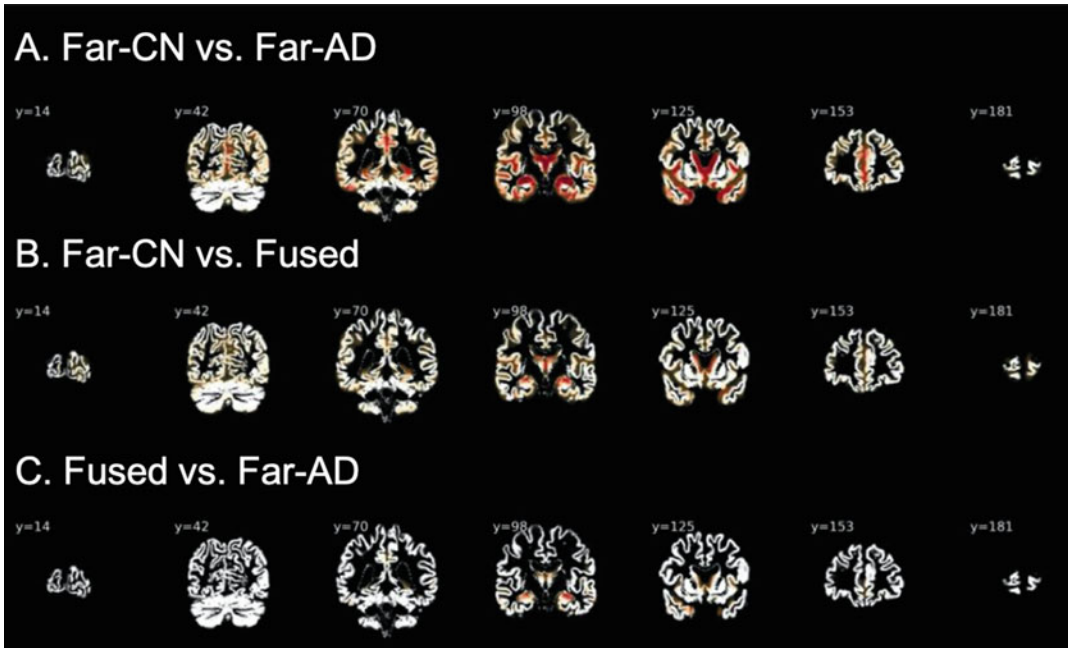 A. Far-CN vs. Far-AD
y=14 y=42 y=70 y=98 y=125 y=153 y=181
B. Far-CN vs. Fused
y=14 y=42 y=70 y=98 y=125 y=153 y=181
C. Fused vs. Far-AD
y=14 y=42 y=70 y=98 y=125 y=153 y=181